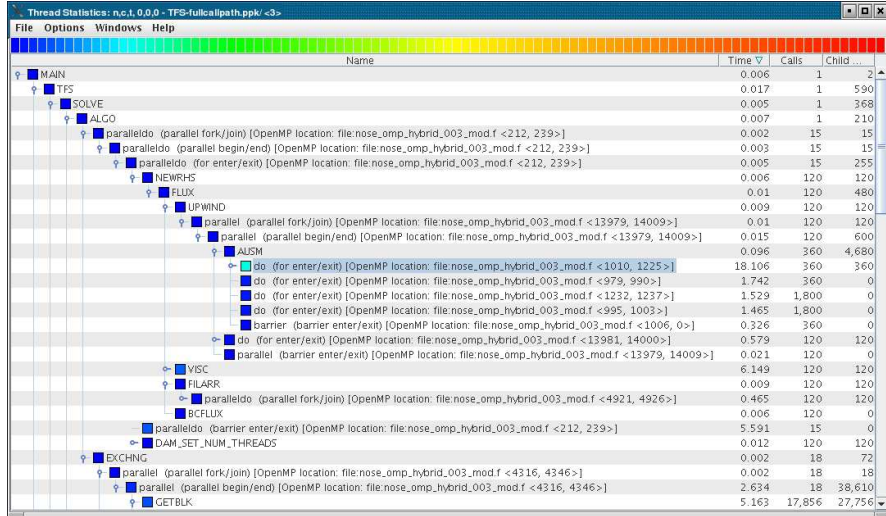 Thread Statistics: n,c,t, 0,0,0 - TFS-fullcallpath.ppk/ <3>
File Options Windows Help
Name Time Calls Child ...
MAIN 0.006 1 2
TFS 0.017 1 590
SOLVE 0.005 1 368
ALGO 0.007 1 210
paralleldo (parallel fork/join) [OpenMP location: file:nose_omp_hybrid_003_mod.f <212, 239>] 0.002 15 15
paralleldo (parallel begin/end) [OpenMP location: file:nose_omp_hybrid_003_mod.f <212, 239>] 0.003 15 15
paralleldo (for enter/exit) [OpenMP location: file:nose_omp_hybrid_003_mod.f <212, 239>] 0.005 15 255
NEWRHS 0.006 120 120
FLUX 0.01 120 480
UPWIND 0.009 120 120
parallel (parallel fork/join) [OpenMP location: file:nose_omp_hybrid_003_mod.f <13979, 14009>] 0.01 120 120
parallel (parallel begin/end) [OpenMP location: file:nose_omp_hybrid_003_mod.f <13979, 14009>] 0.015 120 600
AUSM 0.096 360 4,680
do (for enter/exit) [OpenMP location: file:nose_omp_hybrid_003_mod.f <1010, 1225>] 18.106 360 360
do (for enter/exit) [OpenMP location: file:nose_omp_hybrid_003_mod.f <979, 990>] 1.742 360 0
do (for enter/exit) [OpenMP location: file:nose_omp_hybrid_003_mod.f <1232, 1237>] 1.529 1,800 0
do (for enter/exit) [OpenMP location: file:nose_omp_hybrid_003_mod.f <995, 1003>] 1.465 1,800 0
barrier (barrier enter/exit) [OpenMP location: file:nose_omp_hybrid_003_mod.f <1006, 0>] 0.326 360 0
do (for enter/exit) [OpenMP location: file:nose_omp_hybrid_003_mod.f <13981, 14000>] 0.579 120 120
parallel (barrier enter/exit) [OpenMP location: file:nose_omp_hybrid_003_mod.f <13979, 14009>] 0.021 120 0
VISC 6.149 120 120
FILARR 0.009 120 120
paralleldo (parallel fork/join) [OpenMP location: file:nose_omp_hybrid_003_mod.f <4921, 4926>] 0.465 120 120
BCFLUX 0.006 120 0
paralleldo (barrier enter/exit) [OpenMP location: file:nose_omp_hybrid_003_mod.f <212, 239>] 5.591 15 0
DAM_SET_NUM_THREADS 0.012 120 120
EXCHNG 0.002 18 72
parallel (parallel fork/join) [OpenMP location: file:nose_omp_hybrid_003_mod.f <4316, 4346>] 0.002 18 18
parallel (parallel begin/end) [OpenMP location: file:nose_omp_hybrid_003_mod.f <4316, 4346>] 2.634 18 38,610
GETBLK 5.163 17,856 27,756